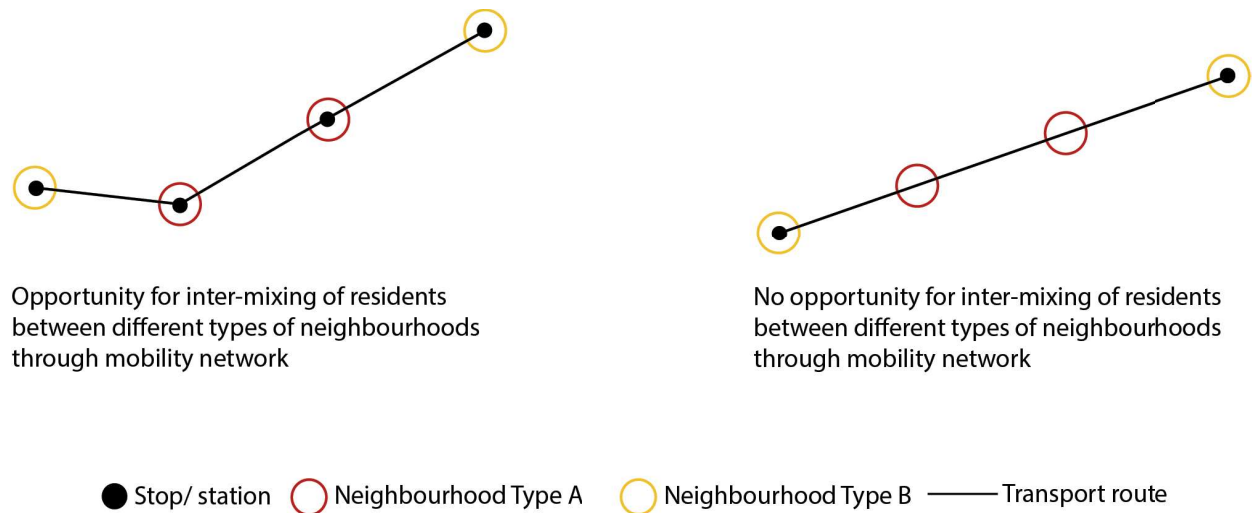 Opportunity for inter-mixing of residents
between different types of neighbourhoods
through mobility network
No opportunity for inter-mixing of residents
between different types of neighbourhoods
through mobility network
Stop/ station
Neighbourhood Type A
Neighbourhood Type B
Transport route